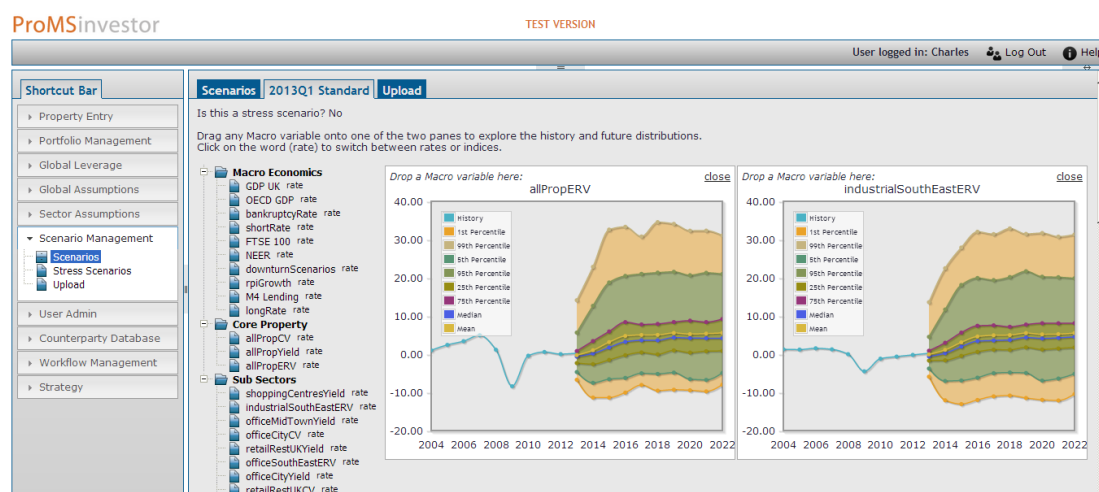 ProMSinvestor
TEST VERSION
User logged in: Charles Log Out Help
Shortcut Bar
Property Entry
Portfolio Management
Global Leverage
Global Assumptions
Sector Assumptions
Scenario Management
Scenarios
Stress Scenarios
Upload
User Admin
Counterparty Database
Workflow Management
Strategy
Scenarios 2013Q1 Standard Upload
Is this a stress scenario? No
Drag any Macro variable onto one of the two panes to explore the history and future distributions.
Click on the word (rate) to switch between rates or indices.
Macro Economics
GDP UK rate
OECD GDP rate
bankruptcyRate rate
shortRate rate
FTSE 100 rate
NEER rate
downturnScenarios rate
rpiGrowth rate
M4 Lending rate
longRate rate
Core Property
allPropCV rate
allPropYield rate
allPropERV rate
Sub Sectors
shoppingCentresYield rate
industrialSouthEastERV rate
officeMidTownYield rate
officeCityCV rate
retailRestUKYield rate
officeSouthEastERV rate
officeCityYield rate
retailRestUKCV rate
Drop a Macro variable here: close
allPropERV
40.00
30.00
20.00
10.00
0.00
-10.00
-20.00
2004 2006 2008 2010 2012 2014 2016 2018 2020 2022
History
1st Percentile
99th Percentile
5th Percentile
95th Percentile
25th Percentile
75th Percentile
Median
Mean
Drop a Macro variable here: close
industrialSouthEastERV
40.00
30.00
20.00
10.00
0.00
-10.00
-20.00
2004 2006 2008 2010 2012 2014 2016 2018 2020 2022
History
1st Percentile
99th Percentile
5th Percentile
95th Percentile
25th Percentile
75th Percentile
Median
Mean